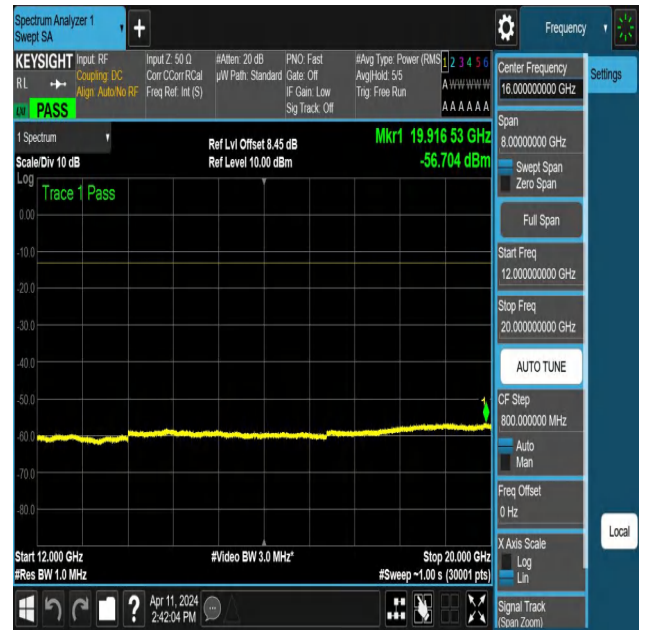 Spectrum Analyzer 1
Swept SA
Frequency
KEYSIGHT
RL
PASS
Input: RF
Coupling: DC
Align: Auto/No RF
Input Z: 50 Ω
Corr CCorr RCal
Freq Ref: Int (S)
#Atten: 20 dB
µW Path: Standard
PNO: Fast
Gate: Off
IF Gain: Low
Sig Track: Off
#Avg Type: Power (RMS
Avg|Hold: 5/5
Trig: Free Run
1 2 3 4 5 6
A W W W W W
A A A A A A
Center Frequency
16.00000000 GHz
Settings
1 Spectrum
Scale/Div 10 dB
Ref Lvl Offset 8.45 dB
Ref Level 10.00 dBm
Mkr1 19.916 53 GHz
-56.704 dBm
Span
8.00000000 GHz
Swept Span
Zero Span
Full Span
Start Freq
12.000000000 GHz
Stop Freq
20.000000000 GHz
AUTO TUNE
CF Step
800.000000 MHz
Auto
Man
Freq Offset
0 Hz
X Axis Scale
Log
Lin
Signal Track
(Span Zoom)
Local
Log
Trace 1 Pass
0.00
-10.0
-20.0
-30.0
-40.0
-50.0
-60.0
-70.0
-80.0
1
Start 12.000 GHz
#Res BW 1.0 MHz
#Video BW 3.0 MHz*
Stop 20.000 GHz
#Sweep ~1.00 s (30001 pts)
?
Apr 11, 2024
2:42:04 PM